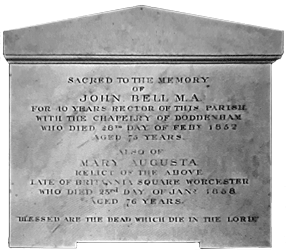 SACRED TO THE MEMORY
OF
JOHN BELL M.A.
FOR 40 YEARS RECTOR OF THIS PARISH
WITH THE CHAPELRY OF DODDENHAM
WHO DIED 28TH DAY OF FEBY 1852
AGED 75 YEARS.
ALSO OF
MARY AUGUSTA
RELICT OF THE ABOVE
LATE OF BRITANNIA SQUARE WORCESTER
WHO DIED 23RD DAY OF JANY 1858
AGED 76 YEARS.
"BLESSED ARE THE DEAD WHICH DIE IN THE LORD"